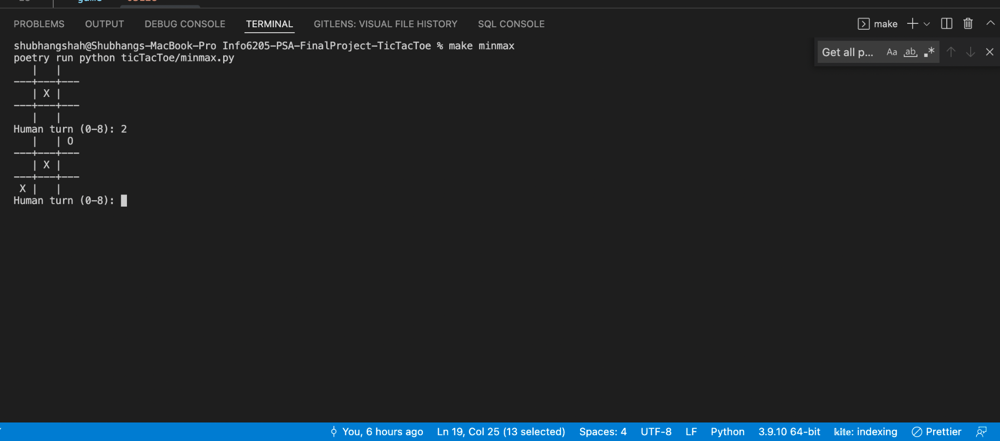 PROBLEMS OUTPUT DEBUG CONSOLE TERMINAL GITLENS: VISUAL FILE HISTORY SQL CONSOLE make
Get all p... Aa ab, .*
shubhangshah@Shubhangs-MacBook-Pro Info6205-PSA-FinalProject-TicTacToe % make minmax
poetry run python ticTacToe/minmax.py
   |   |
---+---+---
   | X |
---+---+---
   |   |
Human turn (0-8): 2
   |   | O
---+---+---
   | X |
---+---+---
 X |   |
Human turn (0-8):
You, 6 hours ago Ln 19, Col 25 (13 selected) Spaces: 4 UTF-8 LF Python 3.9.10 64-bit kite: indexing Prettier